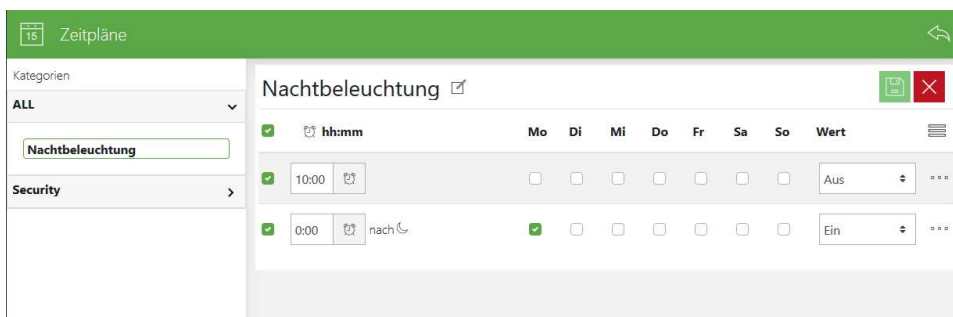 15 Zeitpläne
Kategorien
ALL
Nachtbeleuchtung
Security
Nachtbeleuchtung
hh:mm Mo Di Mi Do Fr Sa So Wert
10:00 Aus
0:00 nach Ein